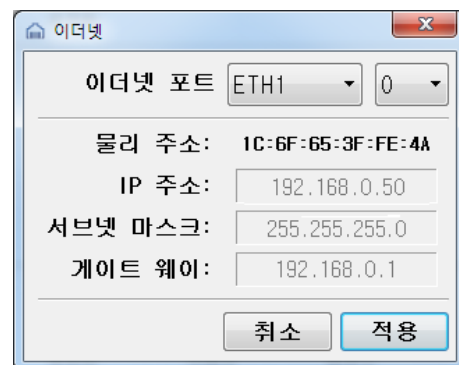 이더넷
이더넷 포트 ETH1 0
물리 주소: 1C:6F:65:3F:FE:4A
IP 주소: 192.168.0.50
서브넷 마스크: 255.255.255.0
게이트 웨이: 192.168.0.1
취소 적용